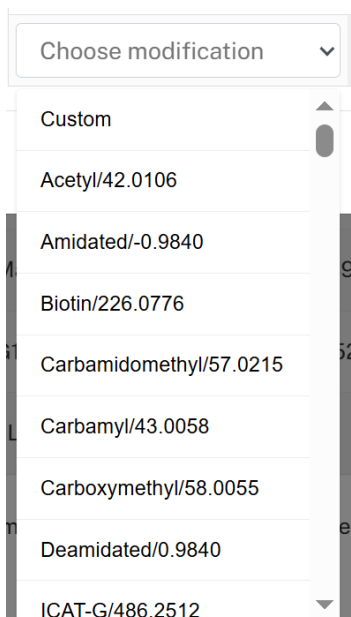 Choose modification
Custom
Acetyl/42.0106
Amidated/-0.9840
Biotin/226.0776
Carbamidomethyl/57.0215
Carbamyl/43.0058
Carboxymethyl/58.0055
Deamidated/0.9840
ICAT-G/486.2512